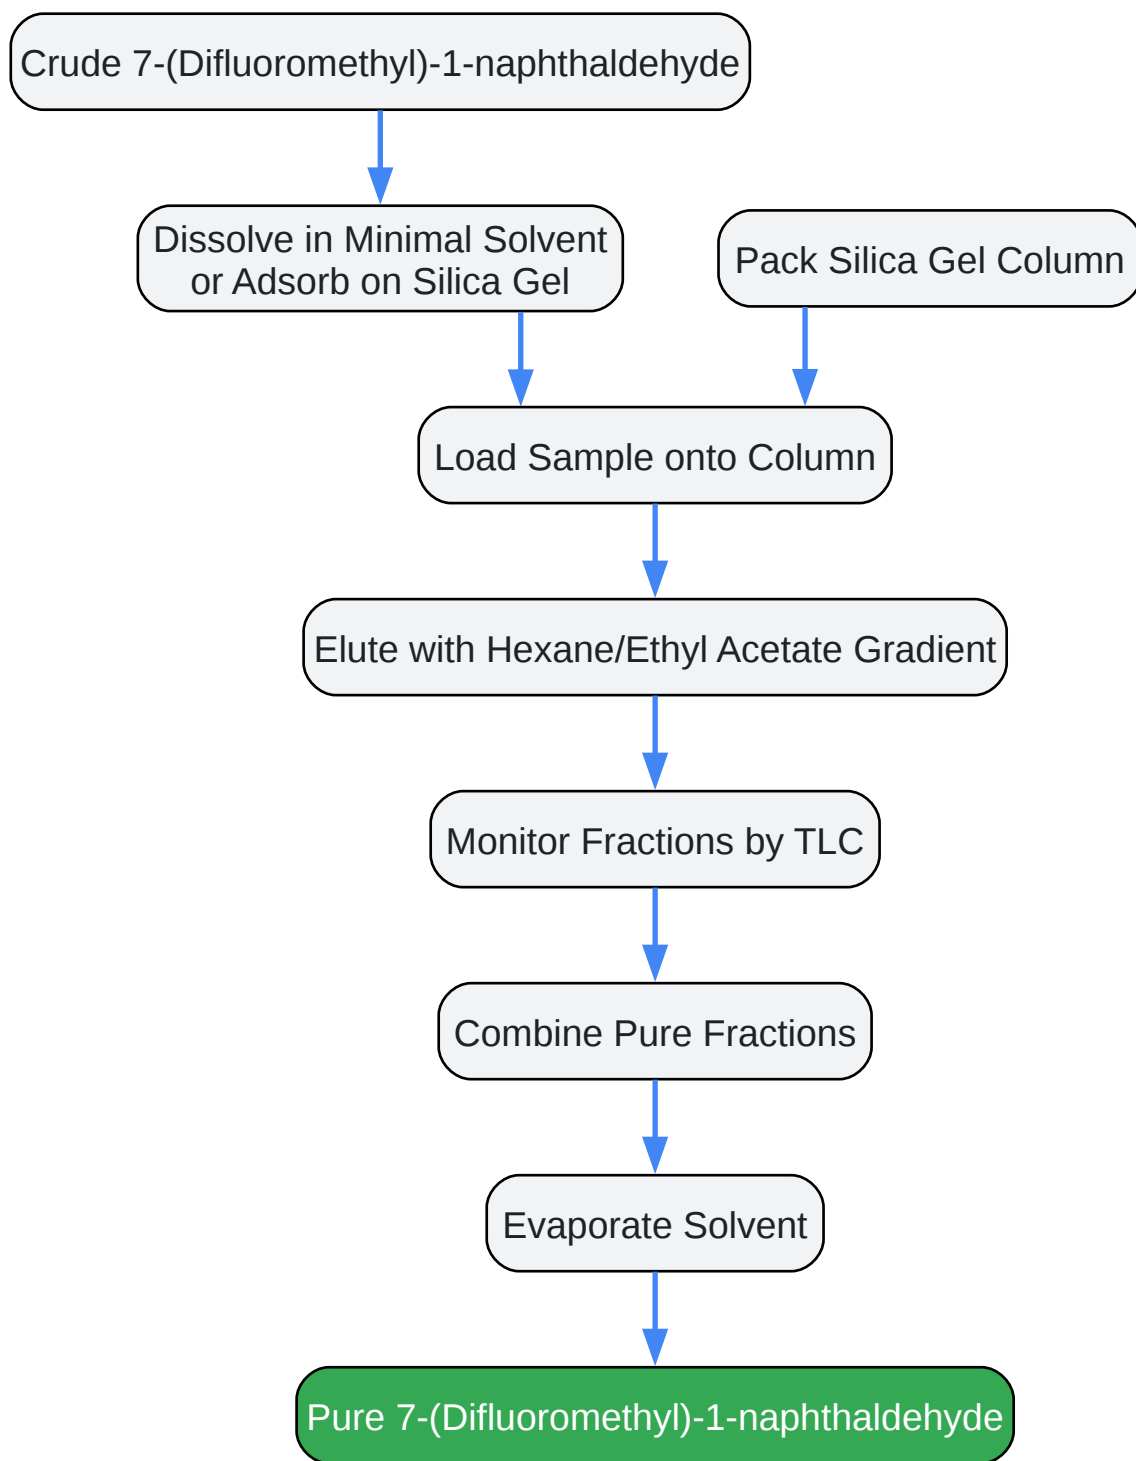 Crude 7-(Difluoromethyl)-1-naphthaldehyde
Dissolve in Minimal Solvent
or Adsorb on Silica Gel
Pack Silica Gel Column
Load Sample onto Column
Elute with Hexane/Ethyl Acetate Gradient
Monitor Fractions by TLC
Combine Pure Fractions
Evaporate Solvent
Pure 7-(Difluoromethyl)-1-naphthaldehyde